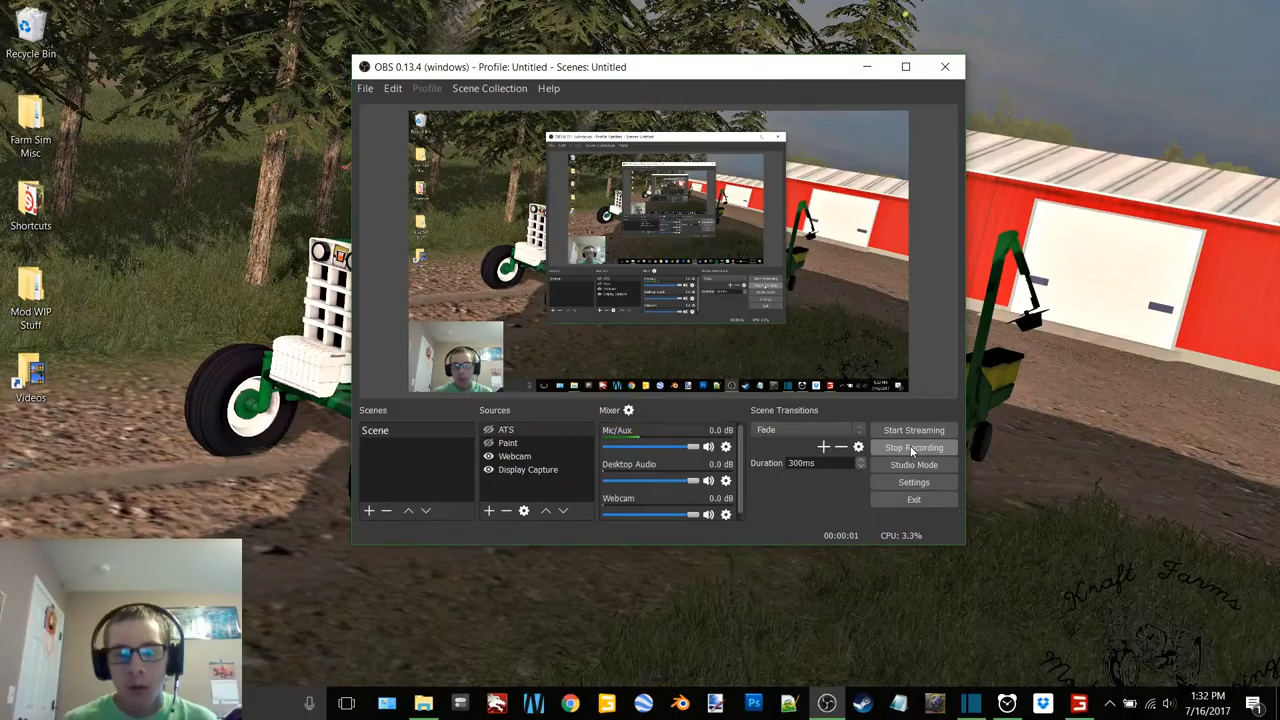 Recycle Bin
Farm Sim
Misc
Shortcuts
Mod WIP
Stuff
Videos
OBS 0.13.4 (windows) - Profile: Untitled - Scenes: Untitled
File Edit Profile Scene Collection Help
Scenes
Scene
Sources
ATS
Paint
Webcam
Display Capture
Mixer
Mic/Aux 0.0 dB
Desktop Audio 0.0 dB
Webcam 0.0 dB
Scene Transitions
Fade
Duration 300ms
Start Streaming
Stop Recording
Studio Mode
Settings
Exit
00:00:01 CPU: 3.3%
Kraft Farms
1:32 PM
7/16/2017